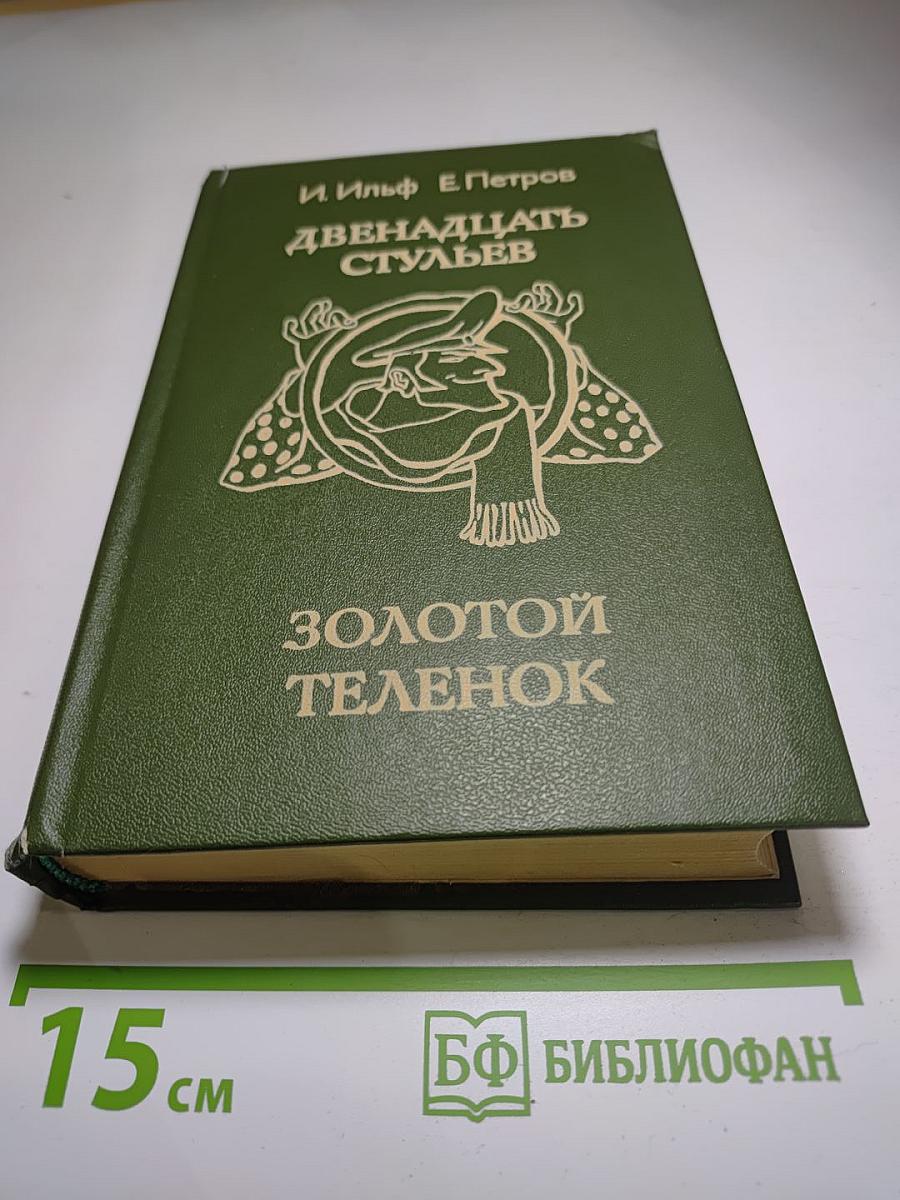 И. Ильф Е. Петров
ДВЕНАДЦАТЬ
СТУЛЬЕВ
ЗОЛОТОЙ
ТЕЛЕНОК
15 см
БФ БИБЛИОФАН